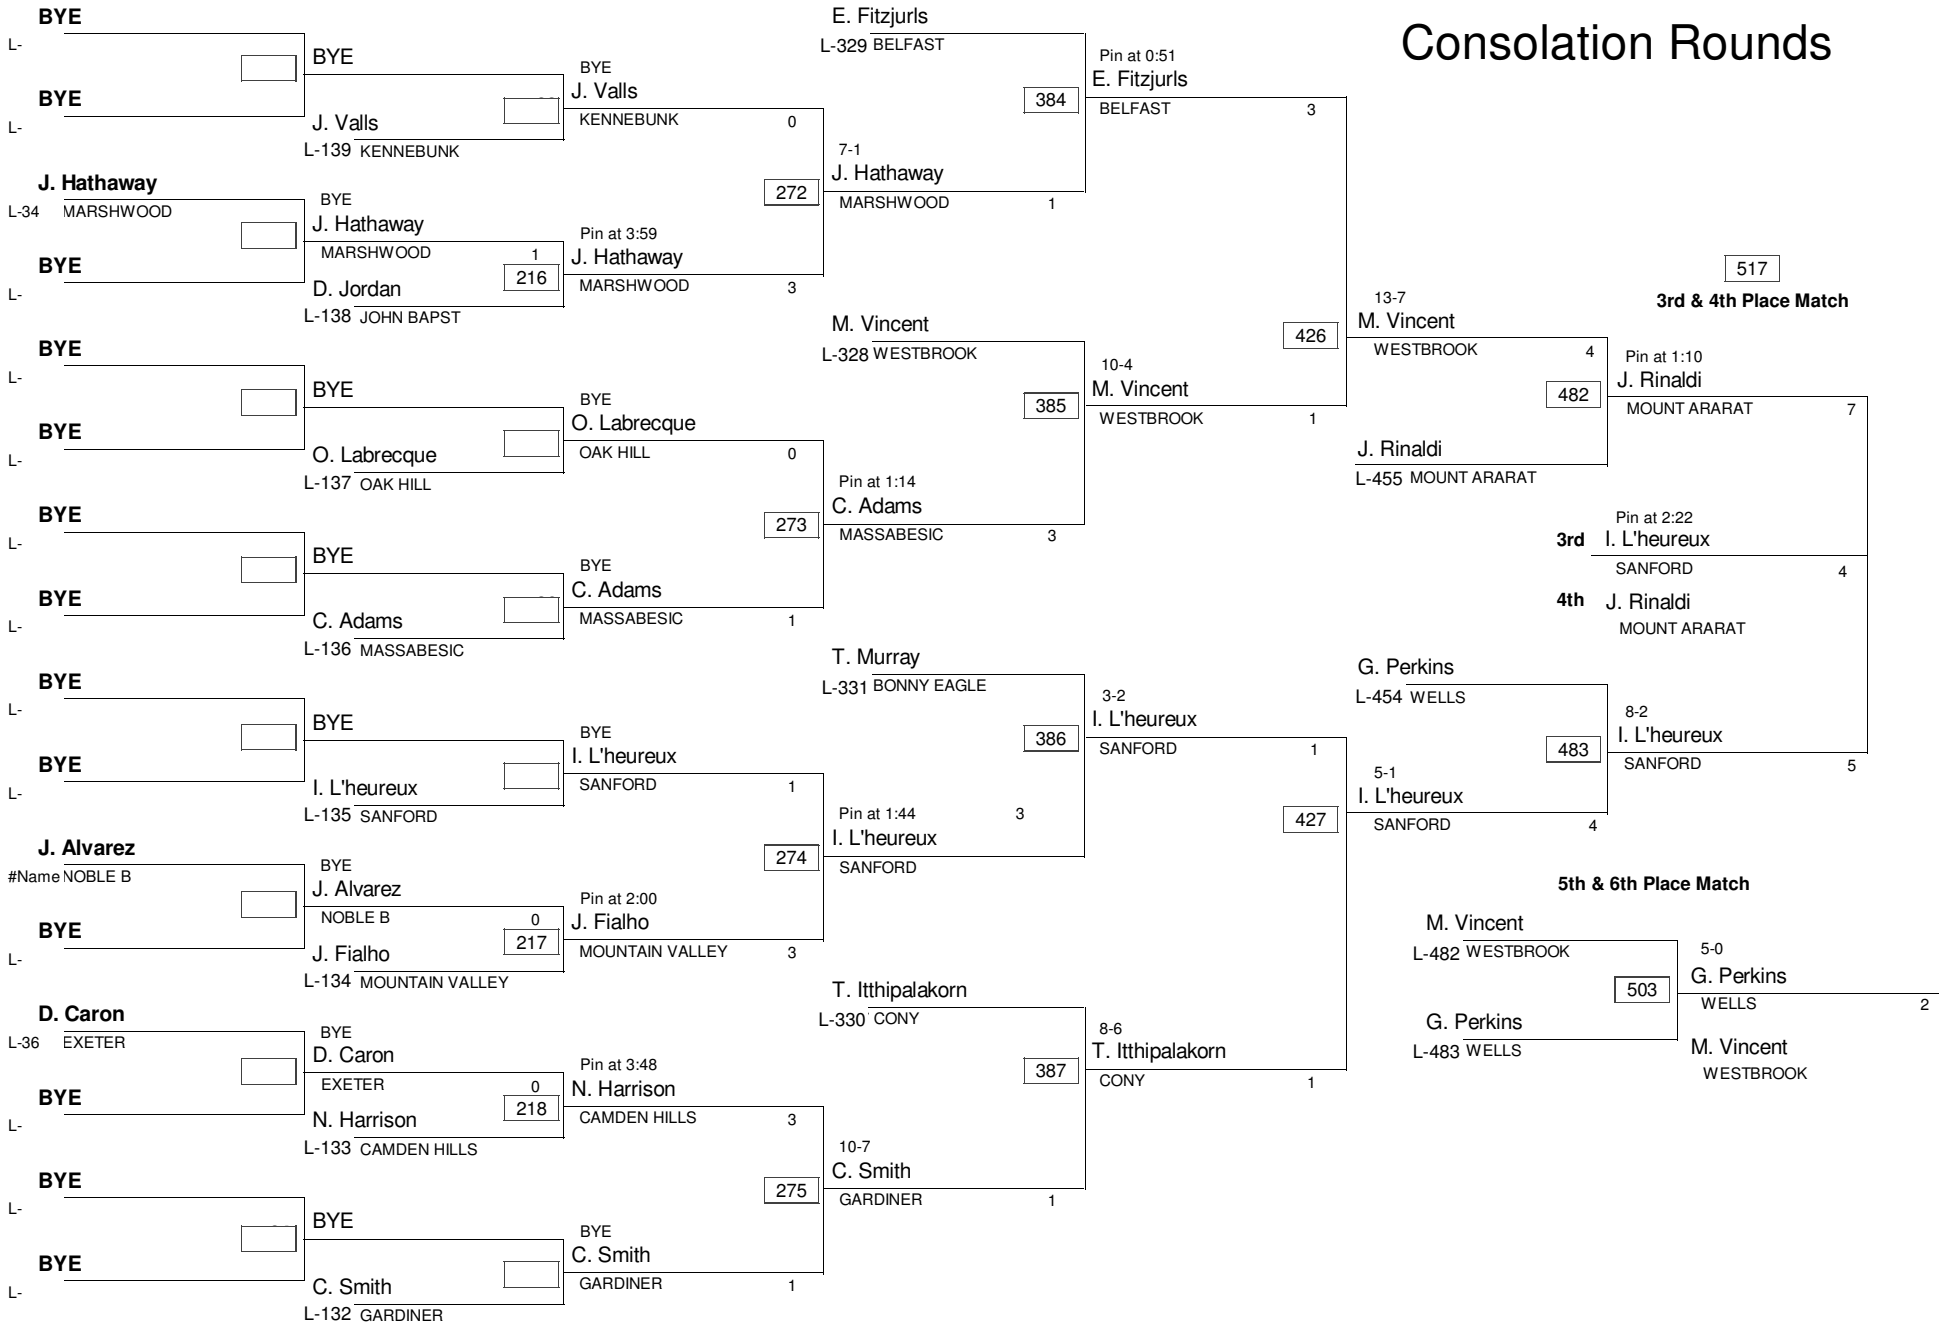 Consolation Rounds
BYE
L-
BYE
L-
J. Hathaway
L-34 MARSHWOOD
BYE
L-
BYE
L-
BYE
L-
BYE
L-
BYE
L-
BYE
L-
BYE
L-
J. Alvarez
#Name NOBLE B
BYE
L-
D. Caron
L-36 EXETER
BYE
L-
BYE
L-
BYE
L-
BYE
J. Valls
L-139 KENNEBUNK
BYE
J. Hathaway
MARSHWOOD 1
216
D. Jordan
L-138 JOHN BAPST
BYE
O. Labrecque
L-137 OAK HILL
BYE
C. Adams
L-136 MASSABESIC
BYE
I. L'heureux
L-135 SANFORD
BYE
J. Alvarez
NOBLE B 0
217
J. Fialho
L-134 MOUNTAIN VALLEY
BYE
D. Caron
EXETER 0
218
N. Harrison
L-133 CAMDEN HILLS
BYE
C. Smith
L-132 GARDINER
BYE
J. Valls
KENNEBUNK 0
272
Pin at 3:59
J. Hathaway
MARSHWOOD 3
BYE
O. Labrecque
OAK HILL 0
273
BYE
C. Adams
MASSABESIC 1
BYE
I. L'heureux
SANFORD 1
274
Pin at 2:00
J. Fialho
MOUNTAIN VALLEY 3
Pin at 3:48
N. Harrison
CAMDEN HILLS 3
275
BYE
C. Smith
GARDINER 1
E. Fitzjurls
L-329 BELFAST
384
7-1
J. Hathaway
MARSHWOOD 1
M. Vincent
L-328 WESTBROOK
385
Pin at 1:14
C. Adams
MASSABESIC 3
T. Murray
L-331 BONNY EAGLE
386
Pin at 1:44 3
I. L'heureux
SANFORD
T. Itthipalakorn
L-330 CONY
387
10-7
C. Smith
GARDINER 1
Pin at 0:51
E. Fitzjurls
BELFAST 3
426
10-4
M. Vincent
WESTBROOK 1
3-2
I. L'heureux
SANFORD 1
427
8-6
T. Itthipalakorn
CONY 1
13-7
M. Vincent
WESTBROOK 4
482
J. Rinaldi
L-455 MOUNT ARARAT
G. Perkins
L-454 WELLS
483
5-1
I. L'heureux
SANFORD 4
517
3rd & 4th Place Match
Pin at 1:10
J. Rinaldi
MOUNT ARARAT 7
Pin at 2:22
3rd I. L'heureux
SANFORD 4
4th J. Rinaldi
MOUNT ARARAT
8-2
I. L'heureux
SANFORD 5
5th & 6th Place Match
M. Vincent
L-482 WESTBROOK
503
G. Perkins
L-483 WELLS
5-0
G. Perkins
WELLS 2
M. Vincent
WESTBROOK